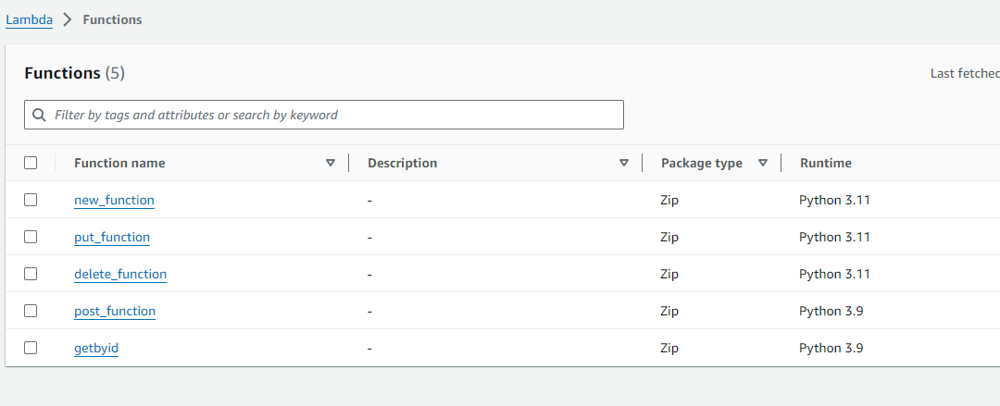 Lambda > Functions
Functions (5)
Last fetched
Filter by tags and attributes or search by keyword
Function name Description Package type Runtime
new_function - Zip Python 3.11
put_function - Zip Python 3.11
delete_function - Zip Python 3.11
post_function - Zip Python 3.9
getbyid - Zip Python 3.9